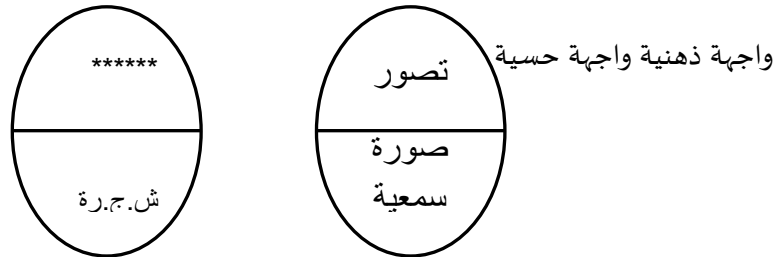 واجهة ذهنية واجهة حسية
تصور
صورة
سمعية
******
ش.ج.رة